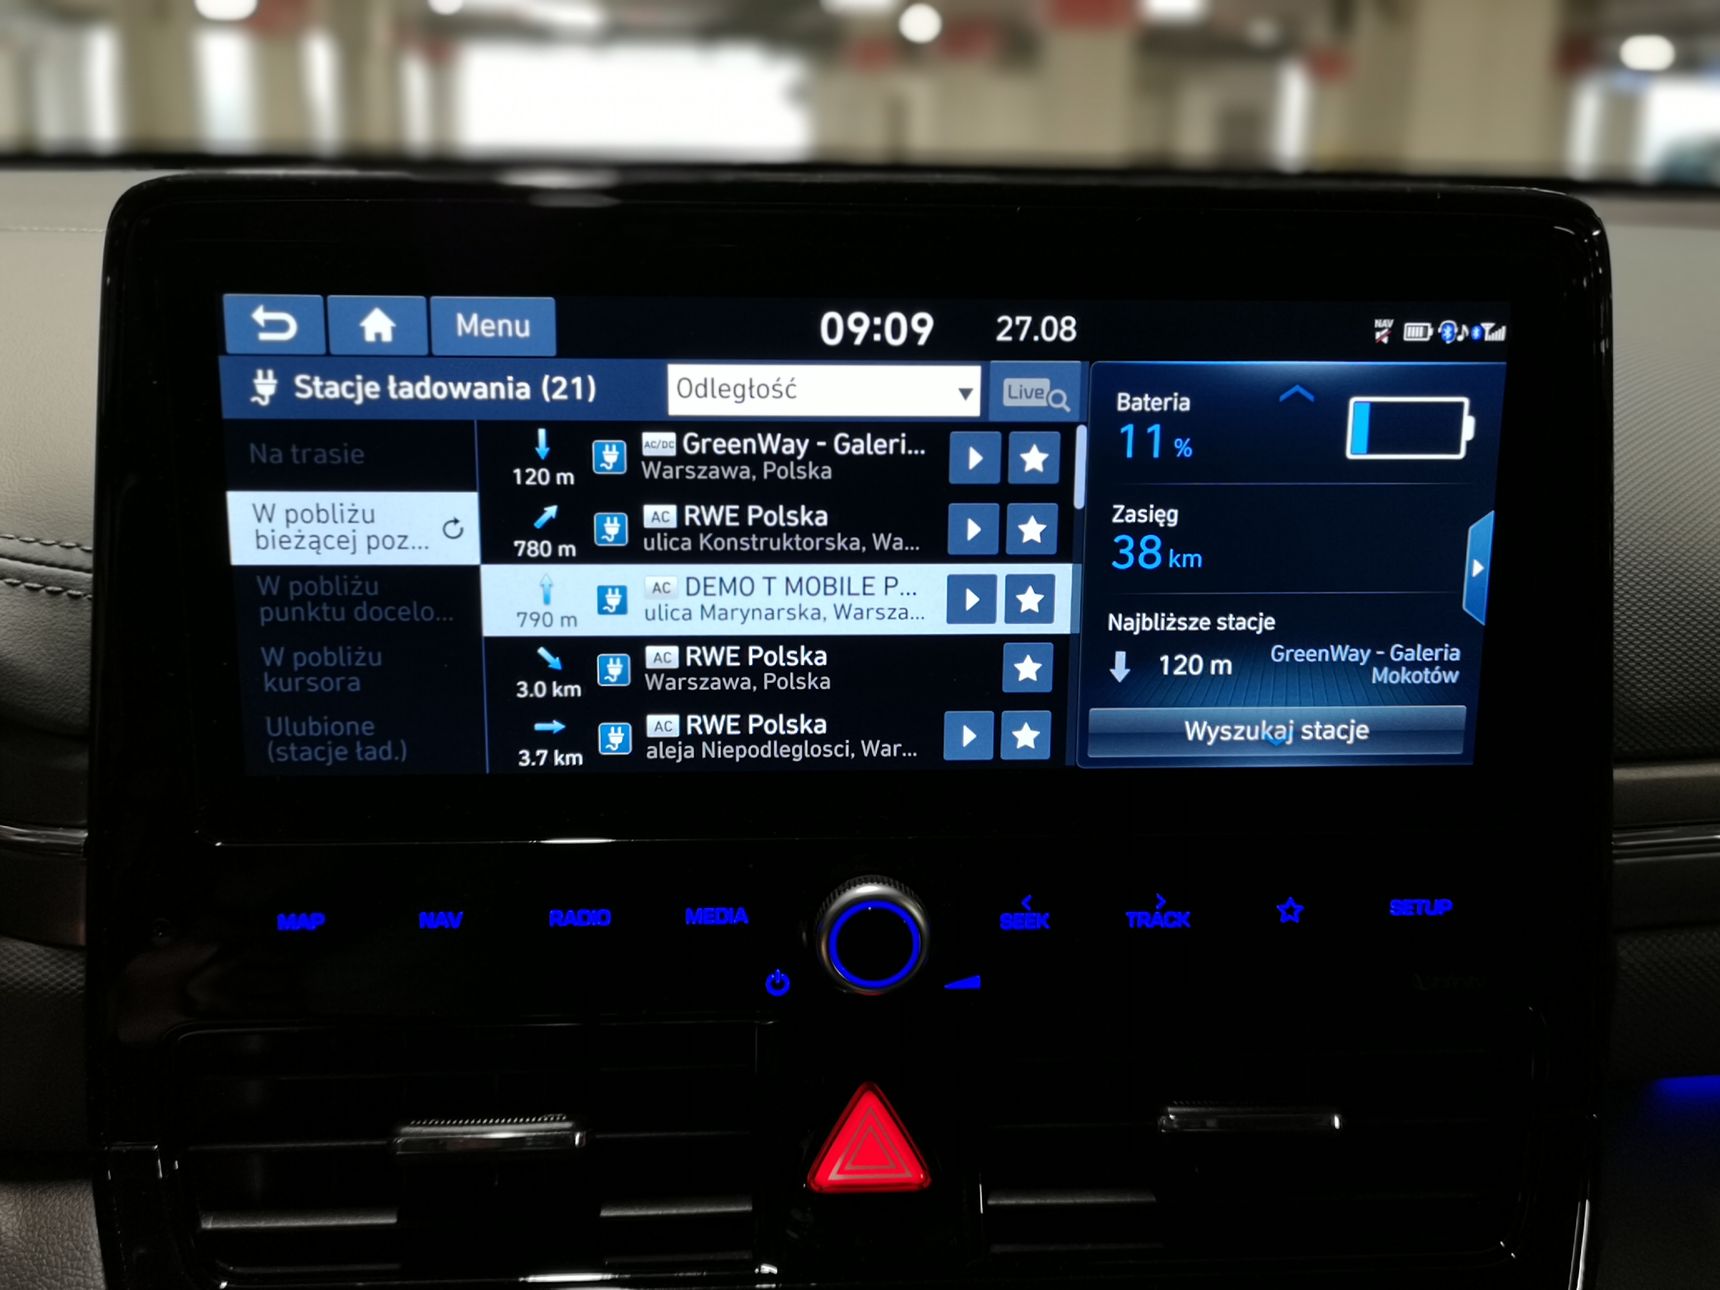 Menu
09:09
27.08
NAV
Stacje ładowania (21)
Odległość
Live
Na trasie
W pobliżu
bieżącej poz...
W pobliżu
punktu docelo...
W pobliżu
kursora
Ulubione
(stacje ład.)
120 m
AC/DC GreenWay - Galeri...
Warszawa, Polska
780 m
AC RWE Polska
ulica Konstruktorska, Wa...
790 m
AC DEMO T MOBILE P...
ulica Marynarska, Warsza...
3.0 km
AC RWE Polska
Warszawa, Polska
3.7 km
AC RWE Polska
aleja Niepodleglosci, War...
Bateria
11 %
Zasięg
38 km
Najbliższe stacje
120 m
GreenWay - Galeria
Mokotów
Wyszukaj stacje
MAP
NAV
RADIO
MEDIA
SEEK
TRACK
SETUP